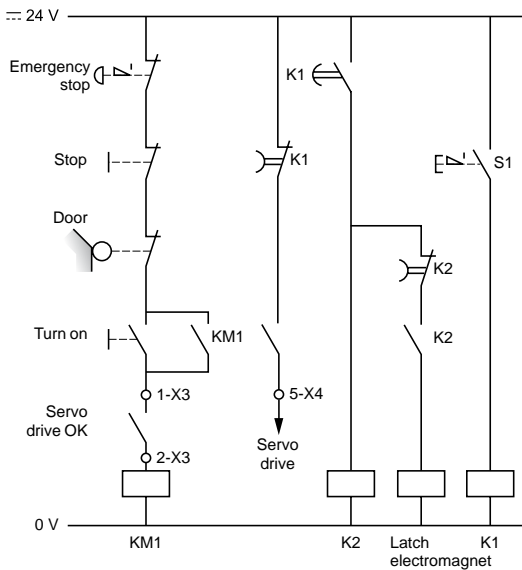 24 V
Emergency
stop
K1
Stop
K1
S1
Door
K2
Turn on
KM1
K2
1-X3
5-X4
Servo
drive OK
Servo
drive
2-X3
0 V
KM1
K2
Latch
electromagnet
K1